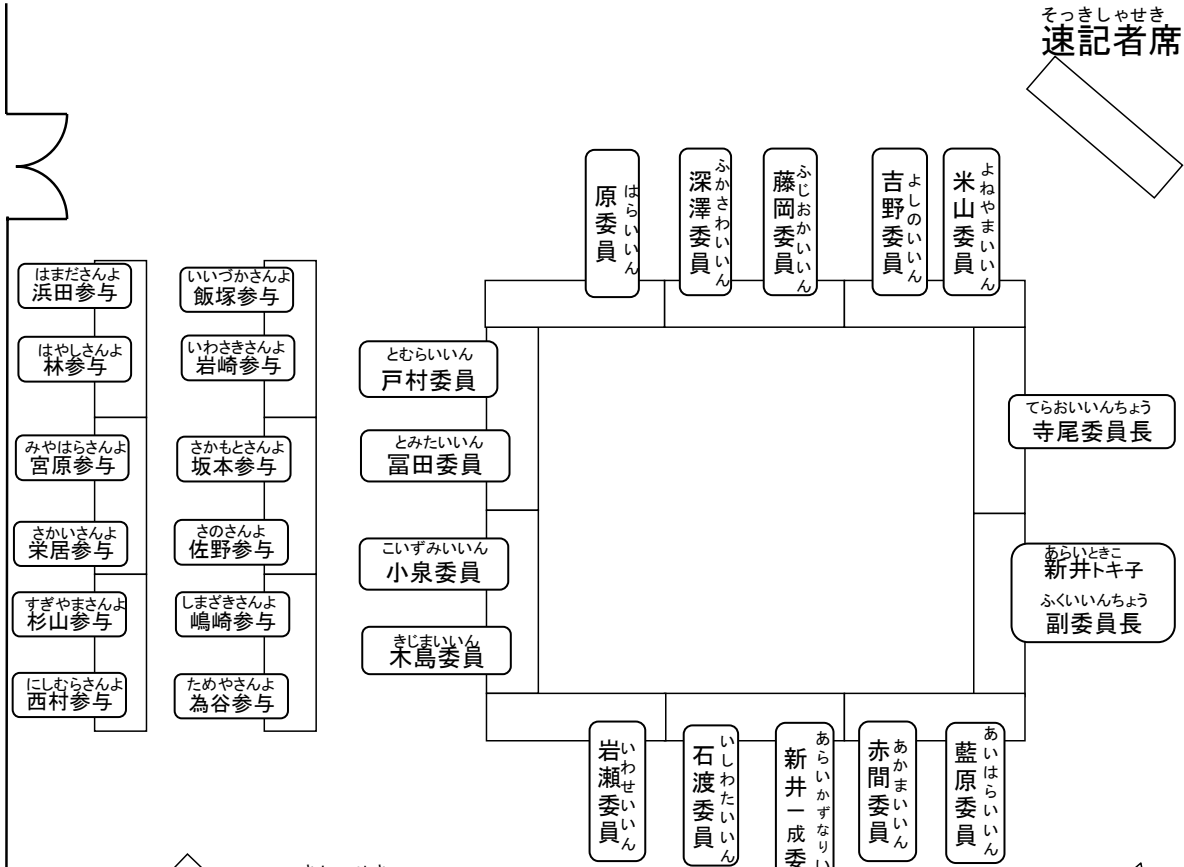 そっきしゃせき
速記者席
はらいいん
原委員
ふかさわいいん
深澤委員
ふじおかいいん
藤岡委員
よしのいいん
吉野委員
よねやまいいん
米山委員
はまださんよ
浜田参与
いいづかさんよ
飯塚参与
はやしさんよ
林参与
いわさきさんよ
岩崎参与
とむらいいん
戸村委員
てらおいいんちょう
寺尾委員長
みやはらさんよ
宮原参与
さかもとさんよ
坂本参与
とみたいいん
冨田委員
さかいさんよ
栄居参与
さのさんよ
佐野参与
こいずみいいん
小泉委員
あらいときこ
新井トキ子
ふくいいんちょう
副委員長
すぎやまさんよ
杉山参与
しまざきさんよ
嶋崎参与
きじまいいん
木島委員
にしむらさんよ
西村参与
ためやさんよ
為谷参与
いわせいいん
岩瀬委員
いしわたいいん
石渡委員
あらいかずなりい
新井一成委
あかまいいん
赤間委員
あいはらいいん
藍原委員